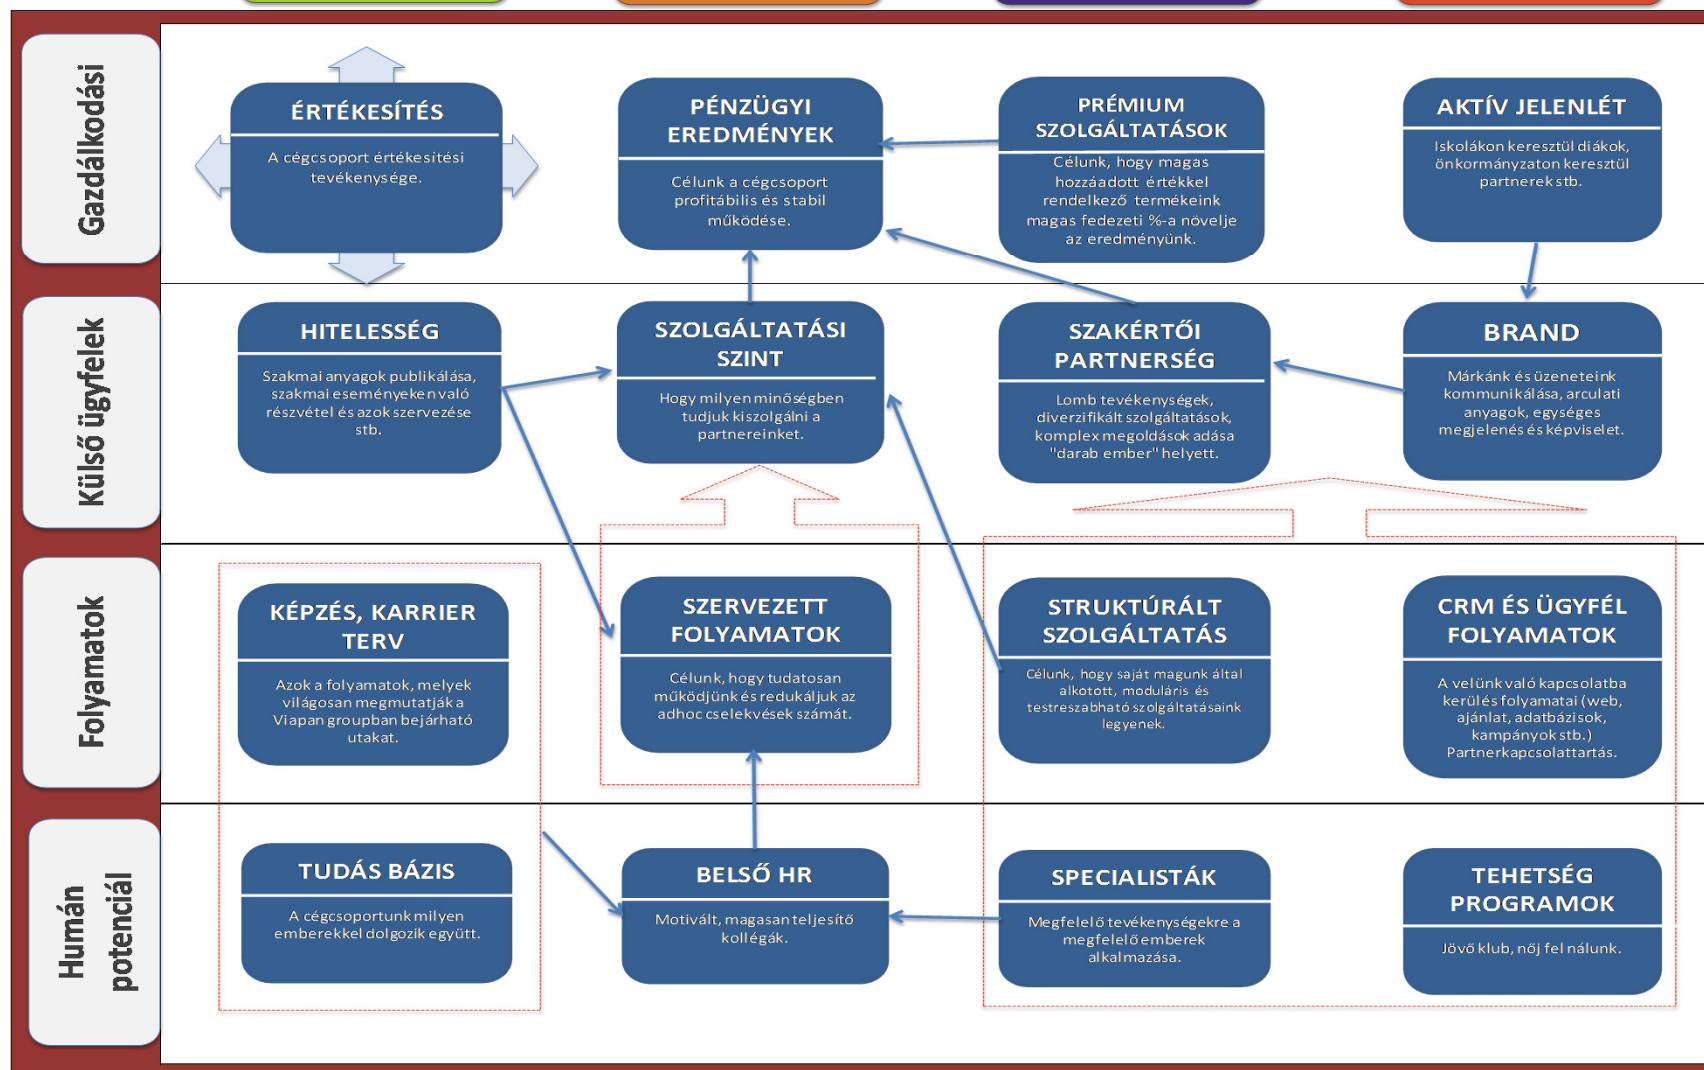 Gazdálkodási
ÉRTÉKESÍTÉS
A cégcsoport értékesítési
tevékenysége.
PÉNZÜGYI
EREDMÉNYEK
Célunk a cégcsoport
profitábilis és stabil
működése.
PRÉMIUM
SZOLGÁLTATÁSOK
Célunk, hogy magas
hozzáadott értékkel
rendelkező termékeink
magas fedezeti %-a növelje
az eredményünk.
AKTÍV JELENLÉT
Iskolákon keresztül diákok,
önkormányzaton keresztül
partnerek stb.
Külső ügyfelek
HITELESSÉG
Szakmai anyagok publikálása,
szakmai eseményeken való
részvétel és azok szervezése
stb.
SZOLGÁLTATÁSI
SZINT
Hogy milyen minőségben
tudjuk kiszolgálni a
partnereinket.
SZAKÉRTŐI
PARTNERSÉG
Lomb tevékenységek,
diverzifikált szolgáltatások,
komplex megoldások adása
"darab ember" helyett.
BRAND
Márkánk és üzeneteink
kommunikálása, arculati
anyagok, egységes
megjelenés és képviselet.
Folyamatok
KÉPZÉS, KARRIER
TERV
Azok a folyamatok, melyek
világosan megmutatják a
Viapan groupban bejárható
utakat.
SZERVEZETT
FOLYAMATOK
Célunk, hogy tudatosan
működjünk és redukáljuk az
adhoc cselekvések számát.
STRUKTÚRÁLT
SZOLGÁLTATÁS
Célunk, hogy saját magunk által
alkotott, moduláris és
testreszabható szolgáltatásaink
legyenek.
CRM ÉS ÜGYFÉL
FOLYAMATOK
A velünk való kapcsolatba
kerülés folyamatai (web,
ajánlat, adatbázisok,
kampányok stb.)
Partnerkapcsolattartás.
Humán
potenciál
TUDÁS BÁZIS
A cégcsoportunk milyen
emberekkel dolgozik együtt.
BELSŐ HR
Motivált, magasan teljesítő
kollégák.
SPECIALISTÁK
Megfelelő tevékenységekre a
megfelelő emberek
alkalmazása.
TEHETSÉG
PROGRAMOK
Jövő klub, nőj fel nálunk.